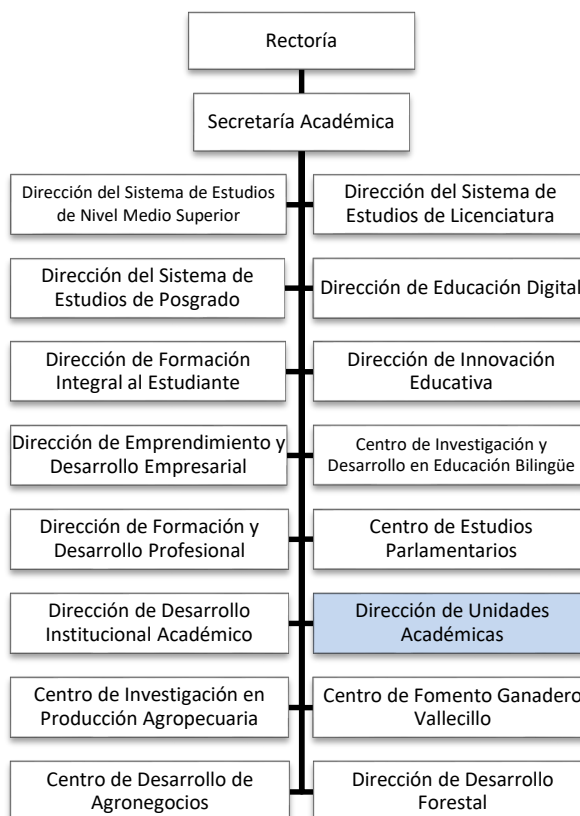 Rectoría
Secretaría Académica
Dirección del Sistema de Estudios
de Nivel Medio Superior
Dirección del Sistema de
Estudios de Licenciatura
Dirección del Sistema de
Estudios de Posgrado
Dirección de Educación Digital
Dirección de Formación
Integral al Estudiante
Dirección de Innovación
Educativa
Dirección de Emprendimiento y
Desarrollo Empresarial
Centro de Investigación y
Desarrollo en Educación Bilingüe
Dirección de Formación y
Desarrollo Profesional
Centro de Estudios
Parlamentarios
Dirección de Desarrollo
Institucional Académico
Dirección de Unidades
Académicas
Centro de Investigación en
Producción Agropecuaria
Centro de Fomento Ganadero
Vallecillo
Centro de Desarrollo de
Agronegocios
Dirección de Desarrollo
Forestal